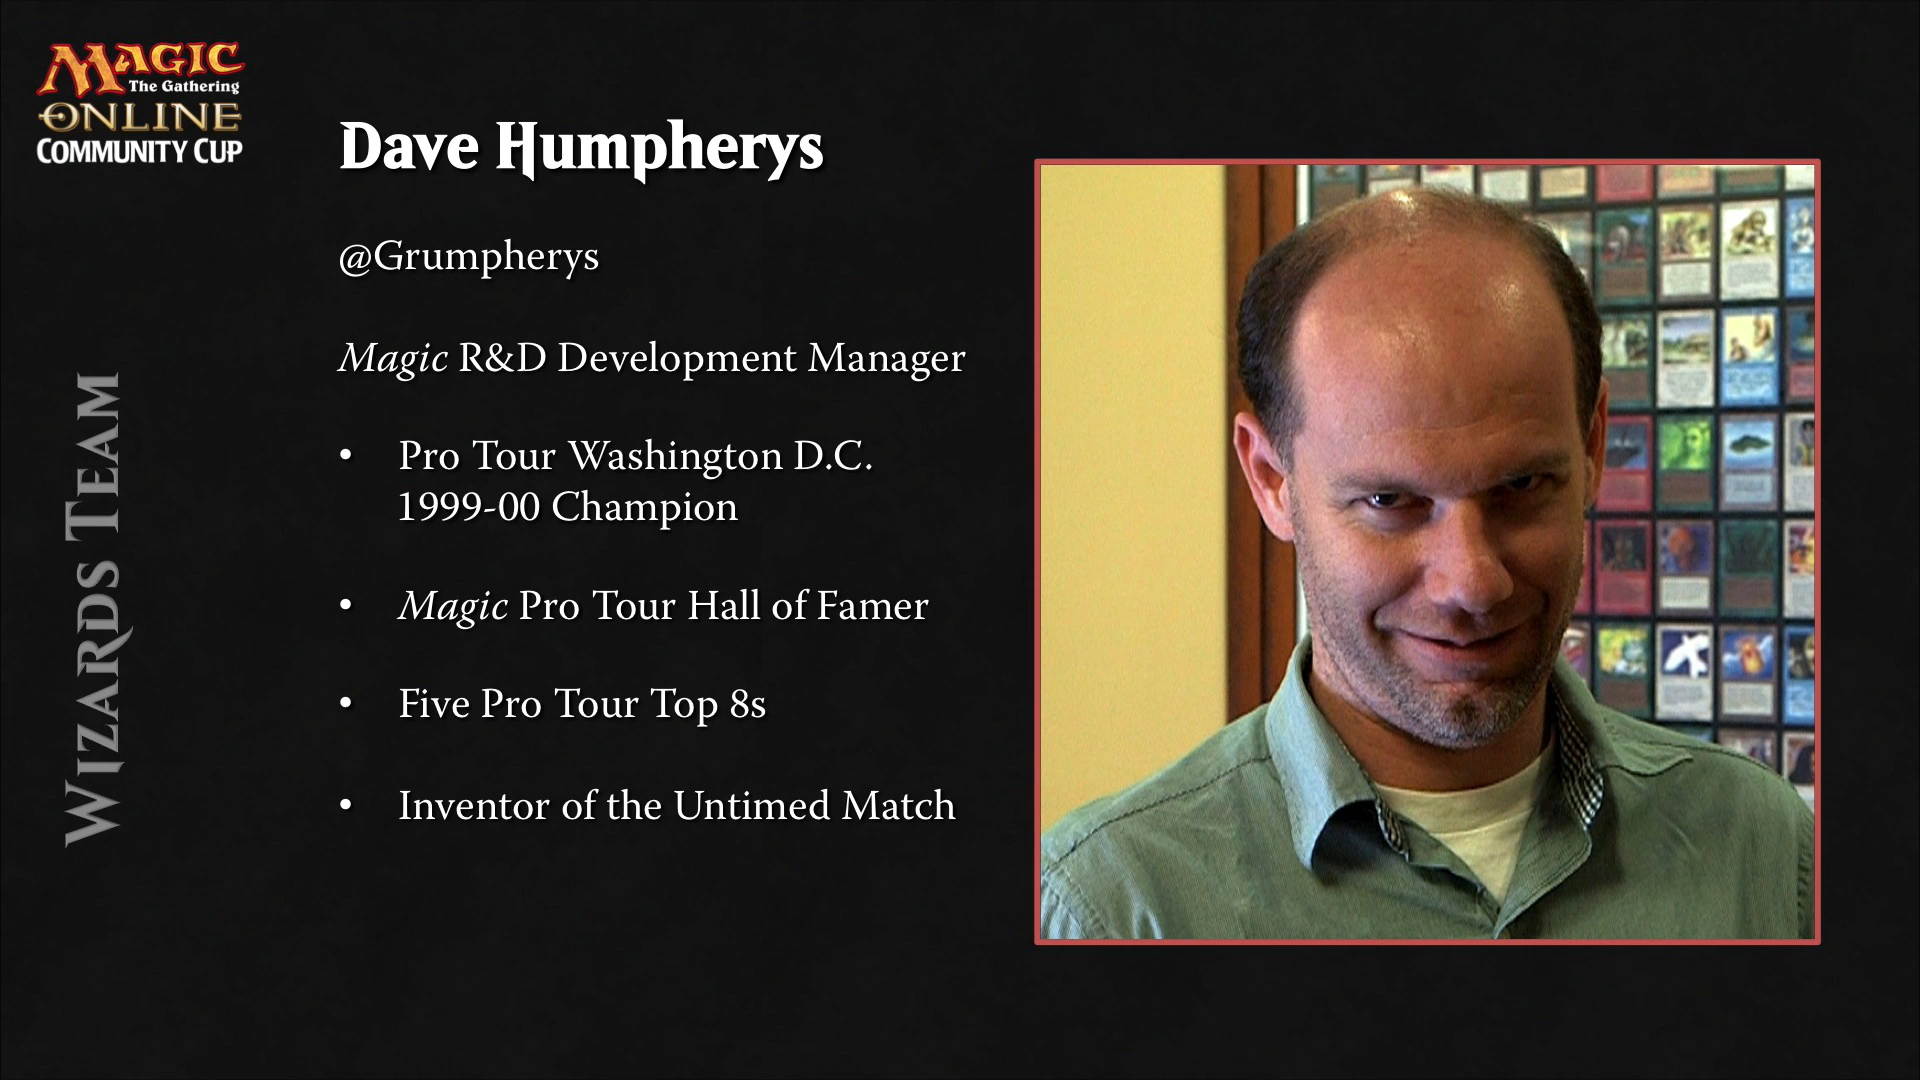 MAGIC
The Gathering
ONLINE
COMMUNITY CUP
WIZARDS TEAM
Dave Humpherys
@Grumpherys
Magic R&D Development Manager
• Pro Tour Washington D.C.
1999-00 Champion
• Magic Pro Tour Hall of Famer
• Five Pro Tour Top 8s
• Inventor of the Untimed Match